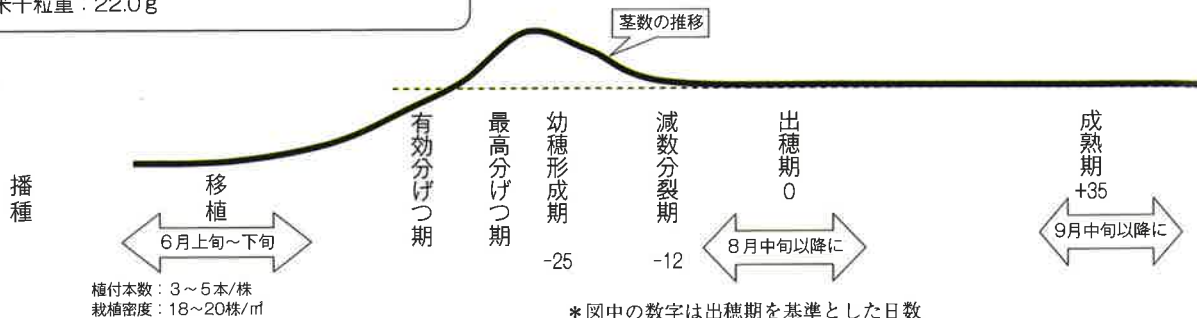 米千粒重：22.0g
茎数の推移
播種
移植
有効分げつ期
最高分げつ期
幼穂形成期
減数分裂期
出穂期
0
成熟期
+35
6月上旬～下旬
-25
-12
8月中旬以降に
9月中旬以降に
植付本数：3～5本/株
栽植密度：18～20株/㎡
＊図中の数字は出穂期を基準とした日数